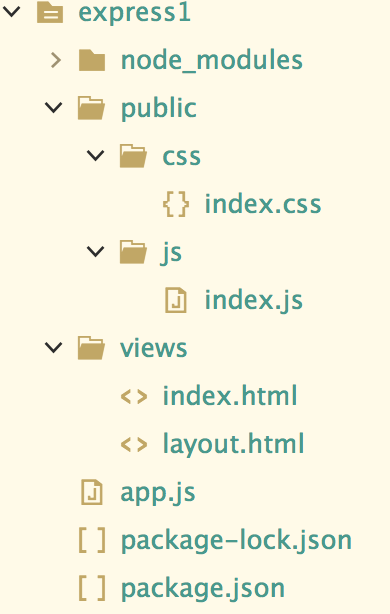 express1
node_modules
public
css
index.css
js
index.js
views
index.html
layout.html
app.js
package-lock.json
package.json